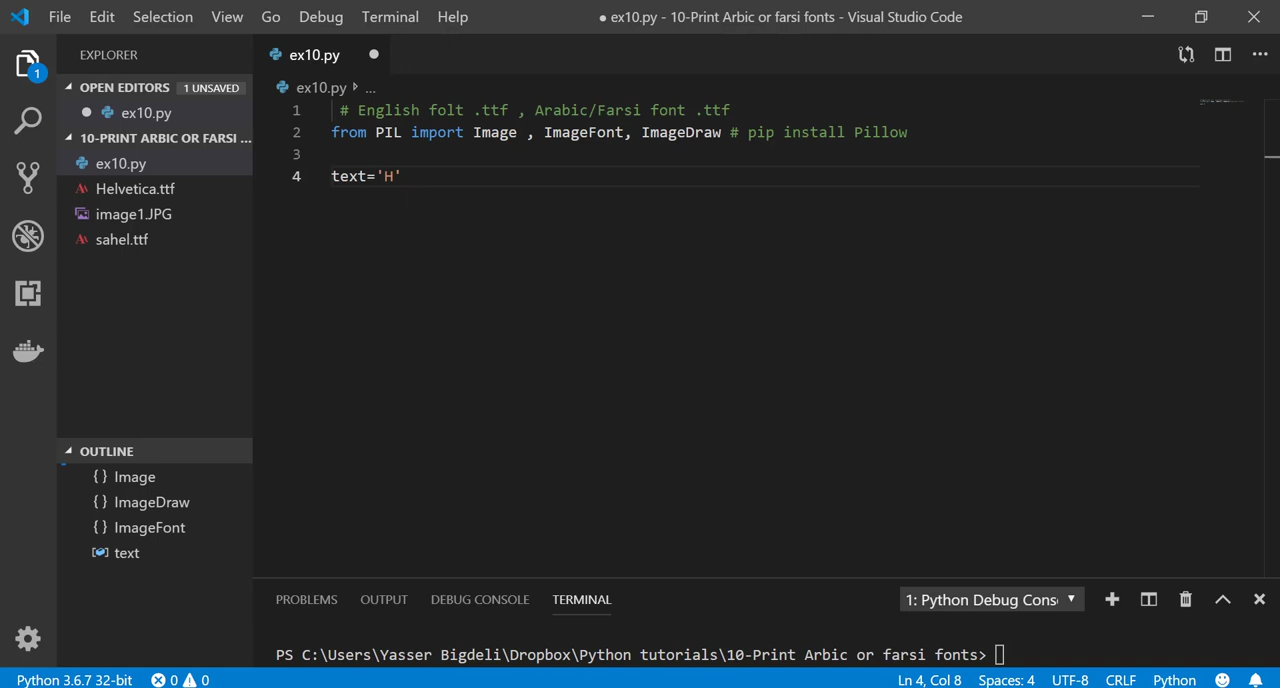 File Edit Selection View Go Debug Terminal Help ● ex10.py - 10-Print Arbic or farsi fonts - Visual Studio Code
1
EXPLORER
OPEN EDITORS 1 UNSAVED
ex10.py
10-PRINT ARBIC OR FARSI ...
ex10.py
Helvetica.ttf
image1.JPG
sahel.ttf
OUTLINE
{} Image
{} ImageDraw
{} ImageFont
text
ex10.py
ex10.py ...
1 # English folt .ttf , Arabic/Farsi font .ttf
2 from PIL import Image , ImageFont, ImageDraw # pip install Pillow
3
4 text='H'
PROBLEMS OUTPUT DEBUG CONSOLE TERMINAL 1: Python Debug Cons
PS C:\Users\Yasser Bigdeli\Dropbox\Python tutorials\10-Print Arbic or farsi fonts>
Python 3.6.7 32-bit 0 0 Ln 4, Col 8 Spaces: 4 UTF-8 CRLF Python